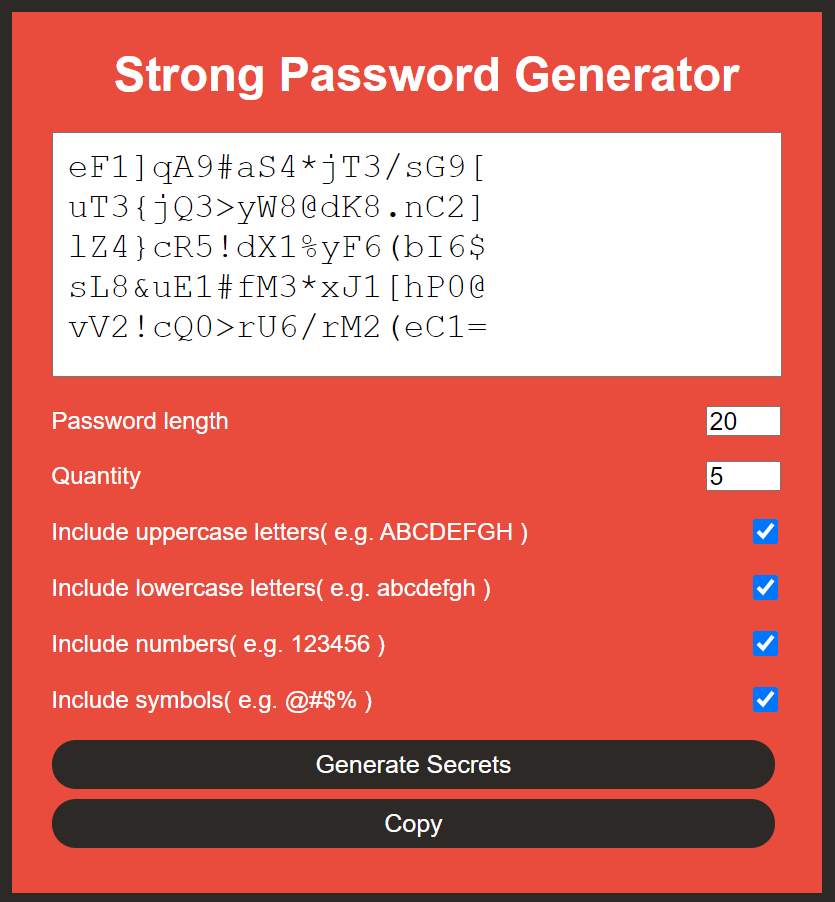 Strong Password Generator
eF1]qA9#aS4*jT3/sG9[
uT3{jQ3>yW8@dK8.nC2]
lZ4}cR5!dX1%yF6(bI6$
sL8&uE1#fM3*xJ1[hP0@
vV2!cQ0>rU6/rM2(eC1=
Password length 20
Quantity 5
Include uppercase letters( e.g. ABCDEFGH )
Include lowercase letters( e.g. abcdefgh )
Include numbers( e.g. 123456 )
Include symbols( e.g. @#$% )
Generate Secrets
Copy